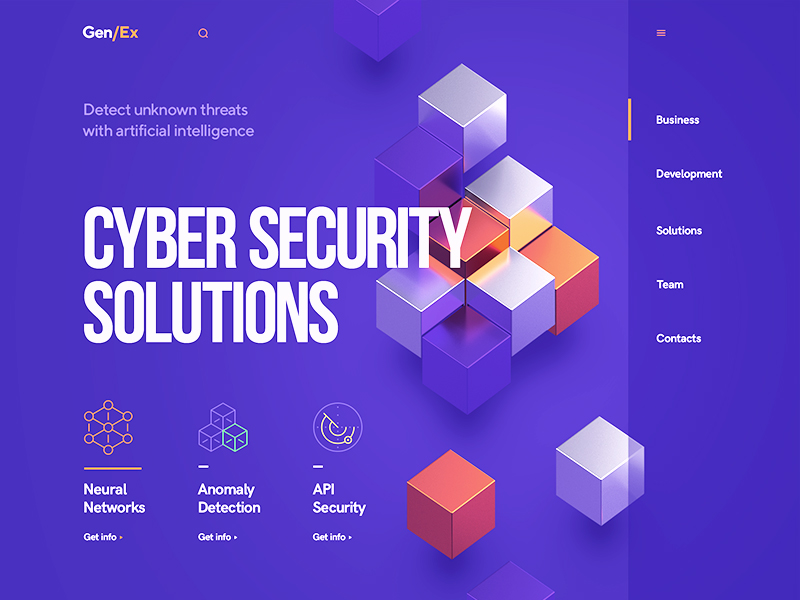 Gen/Ex
Detect unknown threats
with artificial intelligence
CYBER SECURITY
SOLUTIONS
Neural
Networks
Get info
Anomaly
Detection
Get info
API
Security
Get info
Business
Development
Solutions
Team
Contacts